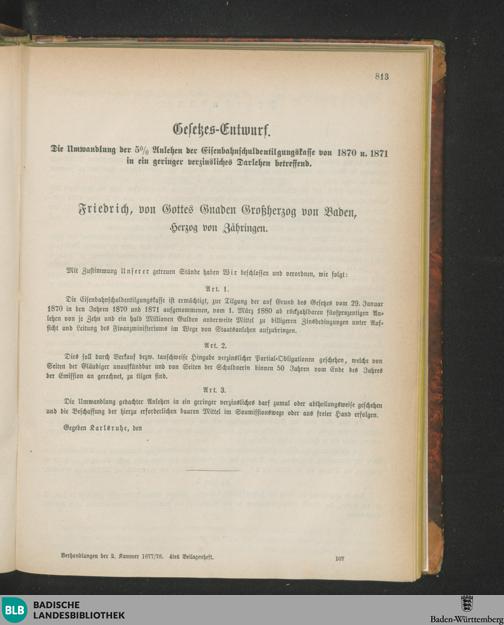 813
Gesetzes-Entwurf.
Die Umwandlung der 5% Anlehen der Eisenbahnschuldentilgungskasse von 1870 u. 1871
in ein geringer verzinsliches Darlehen betreffend.
Friedrich, von Gottes Gnaden Großherzog von Baden,
Herzog von Zähringen.
Mit Zustimmung Unserer getreuen Stände haben Wir beschlossen und verordnen, wie folgt:
Art. 1.
Die Eisenbahnschuldentilgungskasse ist ermächtigt, zur Tilgung der auf Grund des Gesetzes vom 29. Januar
1870 in den Jahren 1870 und 1871 aufgenommenen, vom 1. März 1880 ab rückzahlbaren fünfprozentigen An-
lehen von je Zehn und ein halb Millionen Gulden anderweite Mittel zu billigeren Zinsbedingungen unter Auf-
sicht und Leitung des Finanzministeriums im Wege von Staatsanlehen aufzubringen.
Art. 2.
Dies soll durch Verkauf bezw. tauschweise Hingabe verzinslicher Partial-Obligationen geschehen, welche von
Seiten der Gläubiger unaufkündbar und von Seiten der Schuldnerin binnen 50 Jahren vom Ende des Jahres
der Emission an gerechnet, zu tilgen sind.
Art. 3.
Die Umwandlung gedachter Anlehen in ein geringer verzinsliches darf zumal oder abtheilungsweise geschehen
und die Beschaffung der hierzu erforderlichen baaren Mittel im Soumissionswege oder aus freier Hand erfolgen.
Gegeben Karlsruhe, den
Verhandlungen der 2. Kammer 1877/78. 4tes Beilagenheft. 107
BLB BADISCHE
LANDESBIBLIOTHEK
Baden-Württemberg